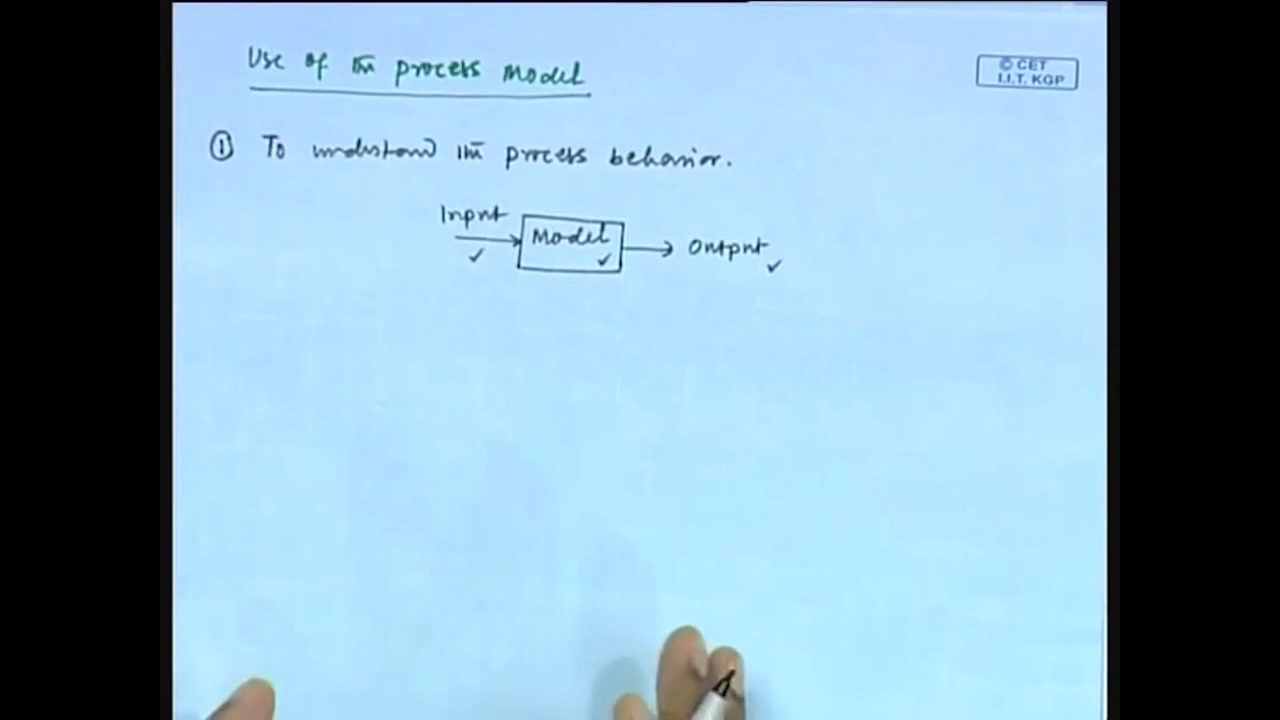 Use of the process Model
© CET
I.I.T. KGP
① To understand the process behavior.
Input
Model
Output